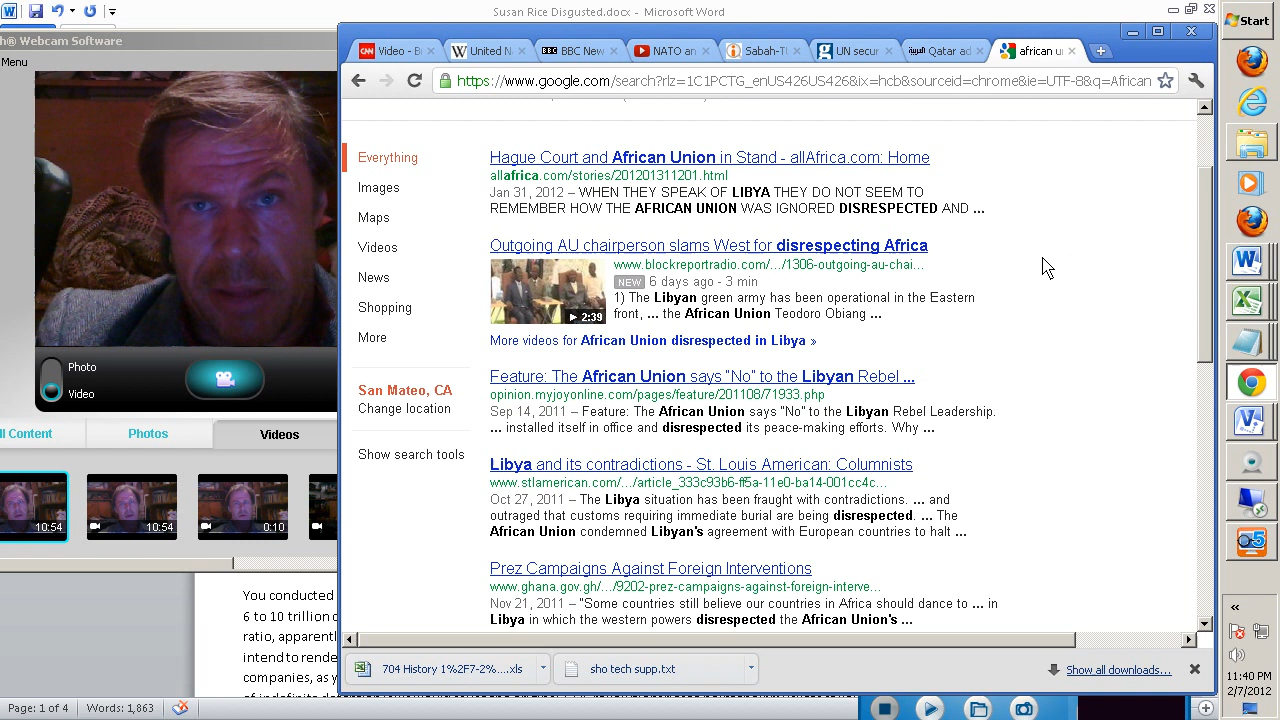 Susan Rice Disgusted.docx - Microsoft Word
h® Webcam Software
Menu
Photo
Video
ll Content
Photos
Videos
10:54
10:54
0:10
You conducted
6 to 10 trillion
ratio, apparent
intend to rende
companies, as y
Page: 1 of 4
Words: 1,863
CNN Video - B
W United N
BBC BBC New
NATO an
Sabah-T
g UN secur
Qatar ad
african u
https://www.google.com/search?rlz=1C1PCTG_enUS426US426&ix=hcb&sourceid=chrome&ie=UTF-8&q=African
Everything
Images
Maps
Videos
News
Shopping
More
San Mateo, CA
Change location
Show search tools
Hague Court and African Union in Stand - allAfrica.com: Home
allafrica.com/stories/201201311201.html
Jan 31, 2012 – WHEN THEY SPEAK OF LIBYA THEY DO NOT SEEM TO
REMEMBER HOW THE AFRICAN UNION WAS IGNORED DISRESPECTED AND ...
Outgoing AU chairperson slams West for disrespecting Africa
www.blockreportradio.com/.../1306-outgoing-au-chai...
NEW 6 days ago - 3 min
1) The Libyan green army has been operational in the Eastern
front, ... the African Union Teodoro Obiang ...
2:39
More videos for African Union disrespected in Libya »
Feature: The African Union says "No" to the Libyan Rebel ...
opinion.myjoyonline.com/pages/feature/201108/71933.php
Sep 14, 2011 – Feature: The African Union says "No" to the Libyan Rebel Leadership.
... installed itself in office and disrespected its peace-making efforts. Why ...
Libya and its contradictions - St. Louis American: Columnists
www.stlamerican.com/.../article_333c93b6-ff5a-11e0-ba14-001cc4c...
Oct 27, 2011 – The Libya situation has been fraught with contradictions. ... and
outraged that customs requiring immediate burial are being disrespected. ... The
African Union condemned Libyan's agreement with European countries to halt ...
Prez Campaigns Against Foreign Interventions
www.ghana.gov.gh/.../9202-prez-campaigns-against-foreign-interve...
Nov 21, 2011 – "Some countries still believe our countries in Africa should dance to ... in
Libya in which the western powers disrespected the African Union's ...
704 History 1%2F7-2%....xls
sho tech supp.txt
Show all downloads...
Start
11:40 PM
2/7/2012